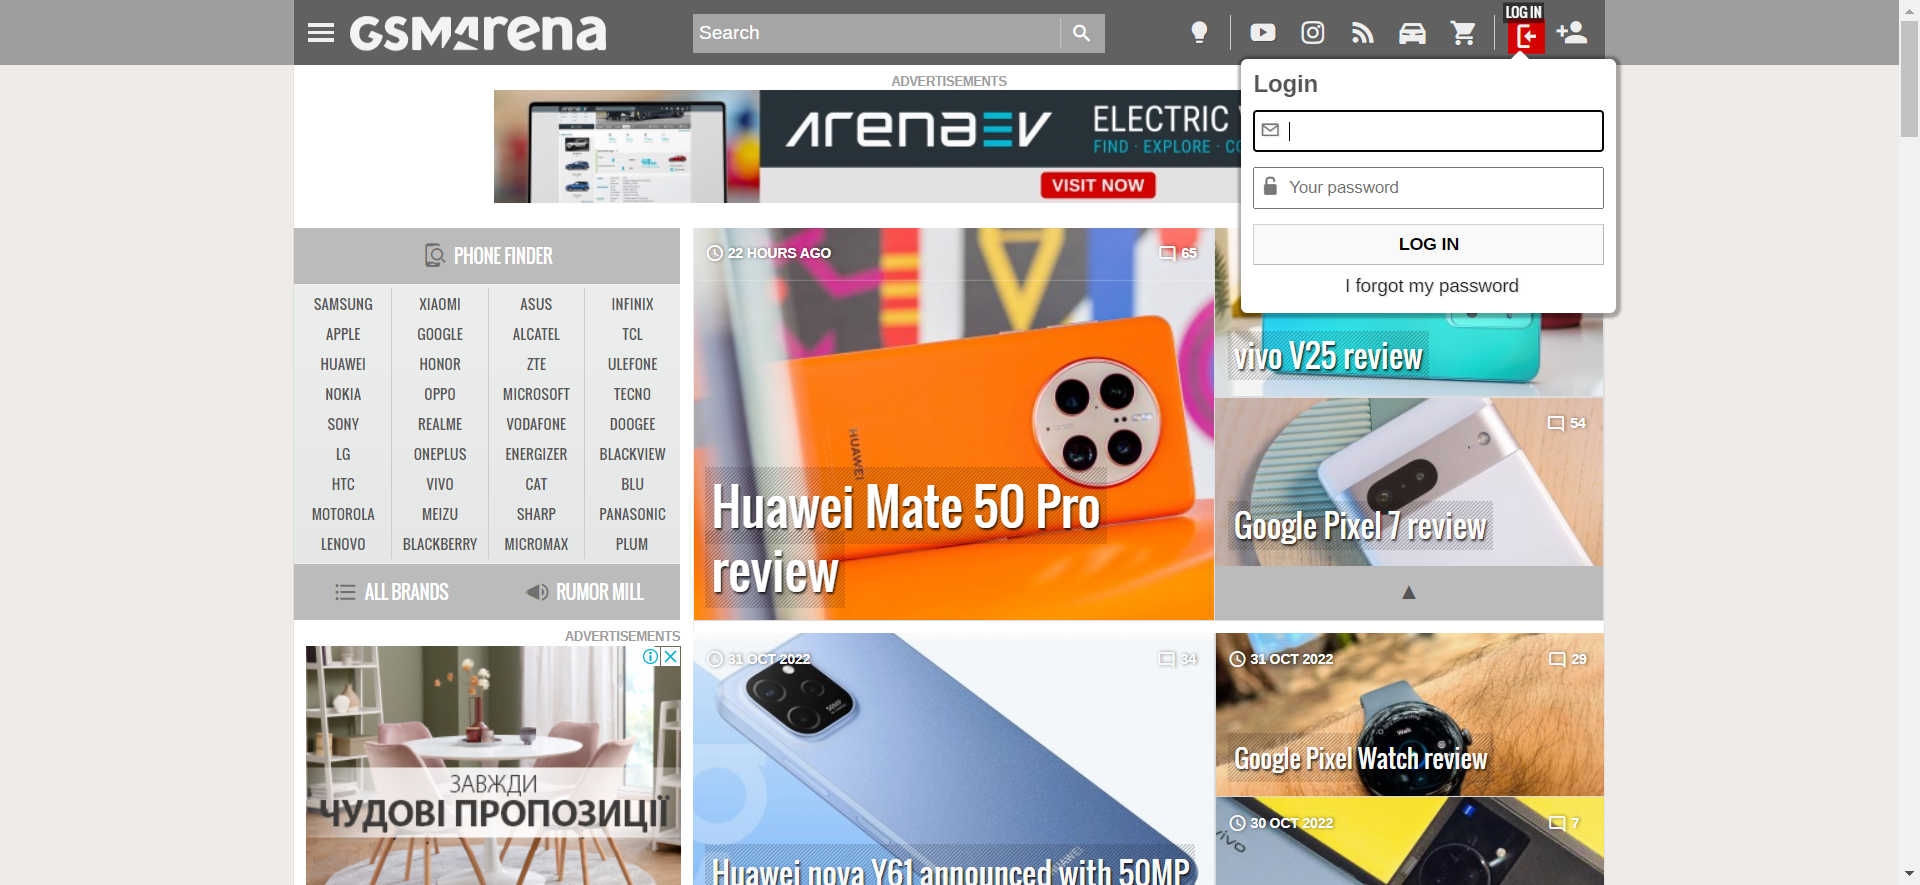 GSMArena
Search
LOG IN
ADVERTISEMENTS
arenaEV
ELECTRIC
FIND · EXPLORE ·
VISIT NOW
Login
Your password
LOG IN
I forgot my password
PHONE FINDER
SAMSUNG XIAOMI ASUS INFINIX
APPLE GOOGLE ALCATEL TCL
HUAWEI HONOR ZTE ULEFONE
NOKIA OPPO MICROSOFT TECNO
SONY REALME VODAFONE DOOGEE
LG ONEPLUS ENERGIZER BLACKVIEW
HTC VIVO CAT BLU
MOTOROLA MEIZU SHARP PANASONIC
LENOVO BLACKBERRY MICROMAX PLUM
ALL BRANDS RUMOR MILL
22 HOURS AGO 65
HUAWEI
Huawei Mate 50 Pro
review
vivo V25 review
54
Google Pixel 7 review
ADVERTISEMENTS
ЗАВЖДИ
ЧУДОВІ ПРОПОЗИЦІЇ
31 OCT 2022 34
50MP
HUAWEI
Huawei nova Y61 announced with 50MP
31 OCT 2022 29
Walk
Google Pixel Watch review
30 OCT 2022 7
vivo